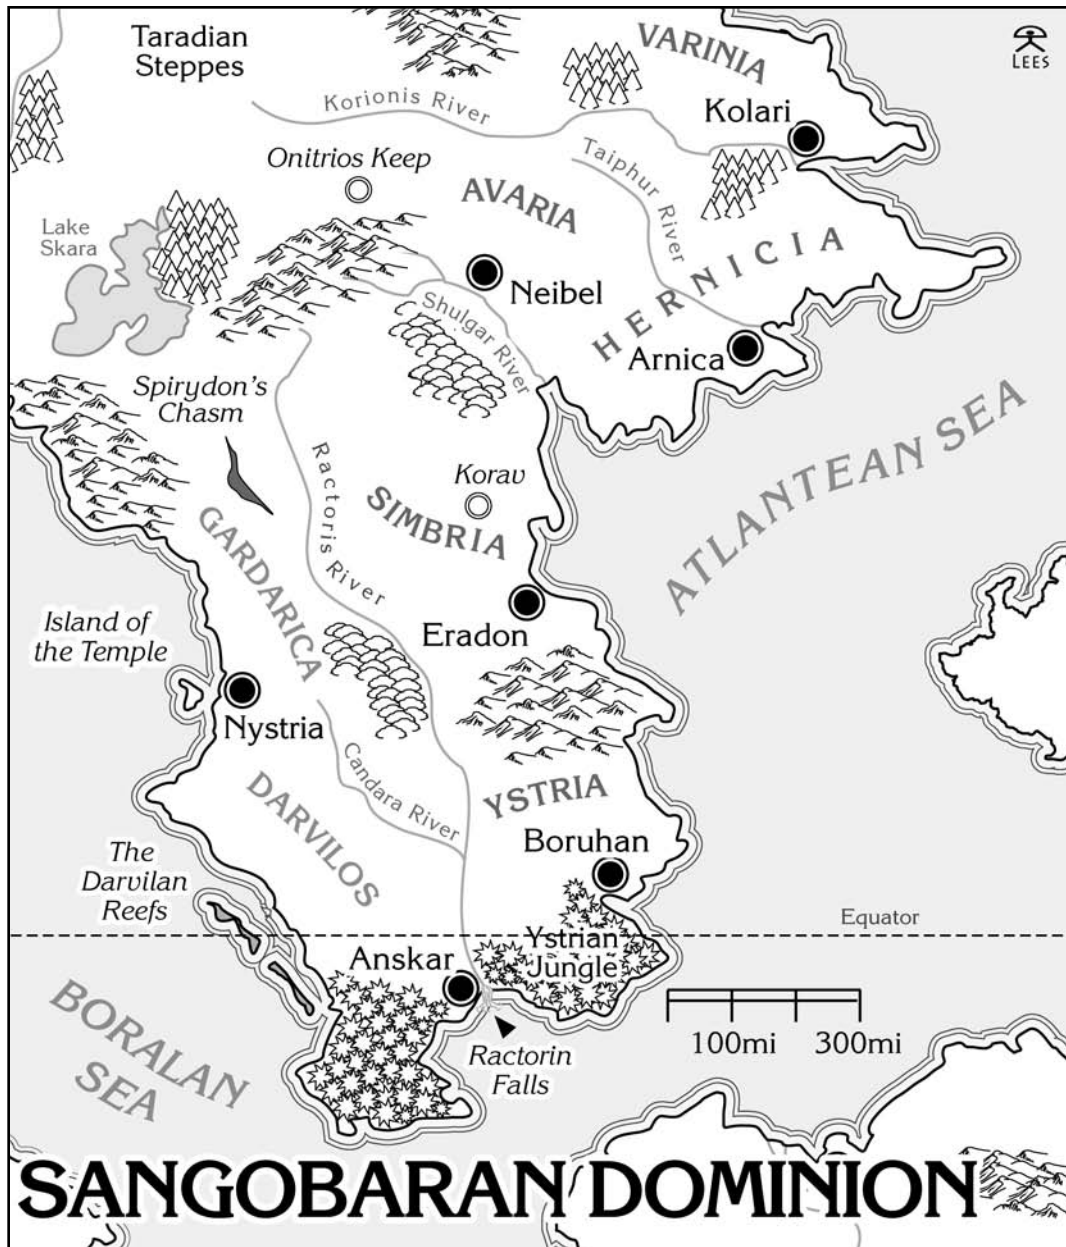 Taradian
Steppes
VARINIA
LEES
Korionis River
Kolari
Onitrios Keep
Taiphur River
AVARIA
Lake
Skara
HERNICIA
Neibel
Shulgar River
Arnica
Spirydon's
Chasm
ATLANTEAN SEA
Ractoris River
Korav
SIMBRIA
GARDARICA
Island of
the Temple
Eradon
Nystria
Candara River
DARVILOS
YSTRIA
Boruhan
The
Darvilan
Reefs
Equator
Ystrian
Jungle
Anskar
BORALAN
SEA
100mi 300mi
Ractorin
Falls
SANGOBARAN DOMINION